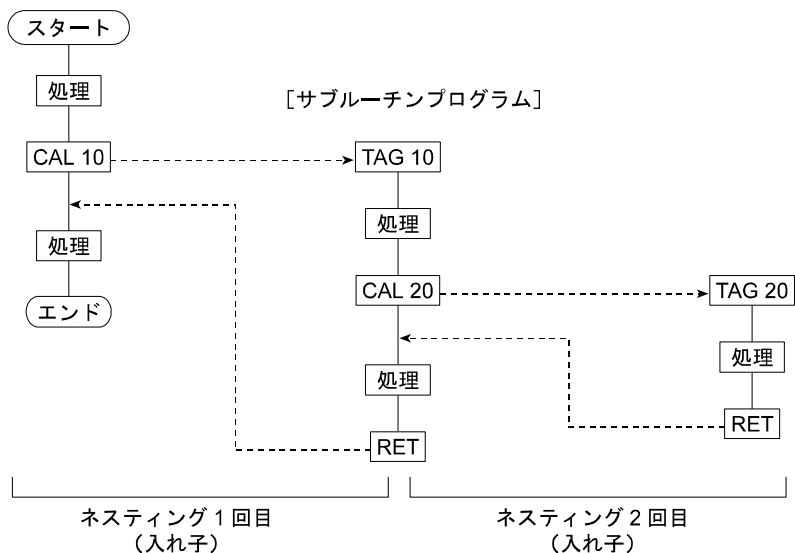 スタート
処理
［サブルーチンプログラム］
CAL 10
TAG 10
処理
処理
CAL 20
TAG 20
エンド
処理
処理
RET
RET
ネスティング1回目
（入れ子）
ネスティング2回目
（入れ子）